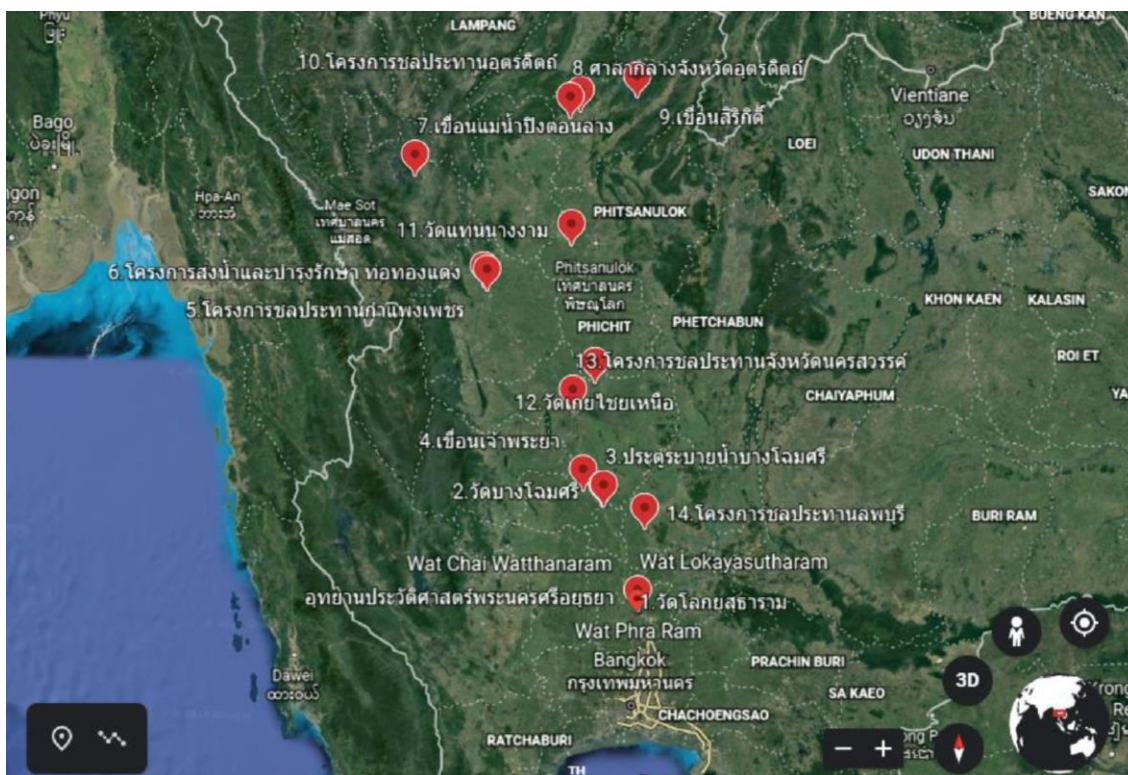 Phyu
ဖြူး
LAMPANG
BUENG KAN
10.โครงการชลประทานอุตรดิตถ์
8.ศาลากลางจังหวัดอุตรดิตถ์
Vientiane
ວຽງຈັນ
9.เขื่อนสิริกิติ์
7.เขื่อนแม่น้ำปิงตอนล่าง
Bago
ပဲခူးမြို့
LOEI
UDON THANI
SAKON
Hpa-An
ဘားအံ
Mae Sot
เทศบาลนคร
แม่สอด
PHITSANULOK
11.วัดแทนนางงาม
6.โครงการส่งน้ำและบำรุงรักษา ท่อทองแดง
Phitsanulok
เทศบาลนคร
พิษณุโลก
5.โครงการชลประทานกำแพงเพชร
KHON KAEN
KALASIN
PHICHIT
PHETCHABUN
13.โครงการชลประทานจังหวัดนครสวรรค์
ROI ET
12.วัดเกยไชยเหนือ
CHAIYAPHUM
YA
4.เขื่อนเจ้าพระยา
3.ประตูระบายน้ำบางโฉมศรี
2.วัดบางโฉมศรี
14.โครงการชลประทานลพบุรี
BURI RAM
Wat Chai Watthanaram
Wat Lokayasutharam
อุทยานประวัติศาสตร์พระนครศรีอยุธยา
1.วัดโลกยสุธาราม
Wat Phra Ram
Bangkok
กรุงเทพมหานคร
PRACHIN BURI
Dawei
ထားဝယ်
3D
SA KAEO
CHACHOENGSAO
RATCHABURI
TH